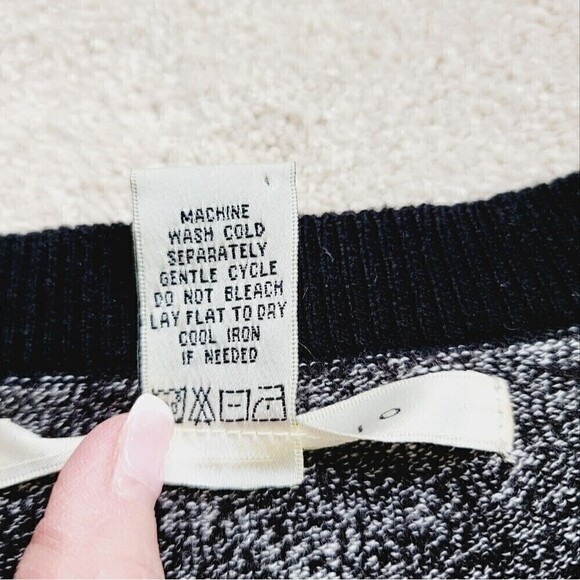 MACHINE
WASH COLD
SEPARATELY
GENTLE CYCLE
DO NOT BLEACH
LAY FLAT TO DRY
COOL IRON
IF NEEDED